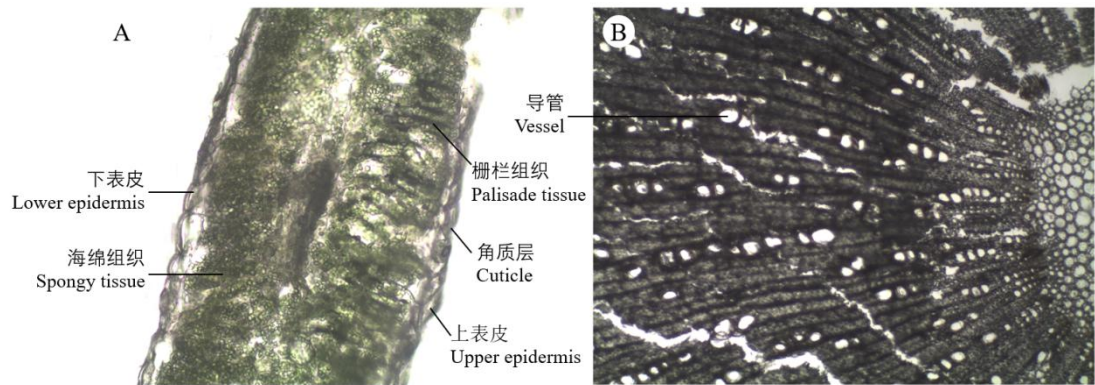 A
下表皮
Lower epidermis
海绵组织
Spongy tissue
栅栏组织
Palisade tissue
角质层
Cuticle
上表皮
Upper epidermis
B
导管
Vessel